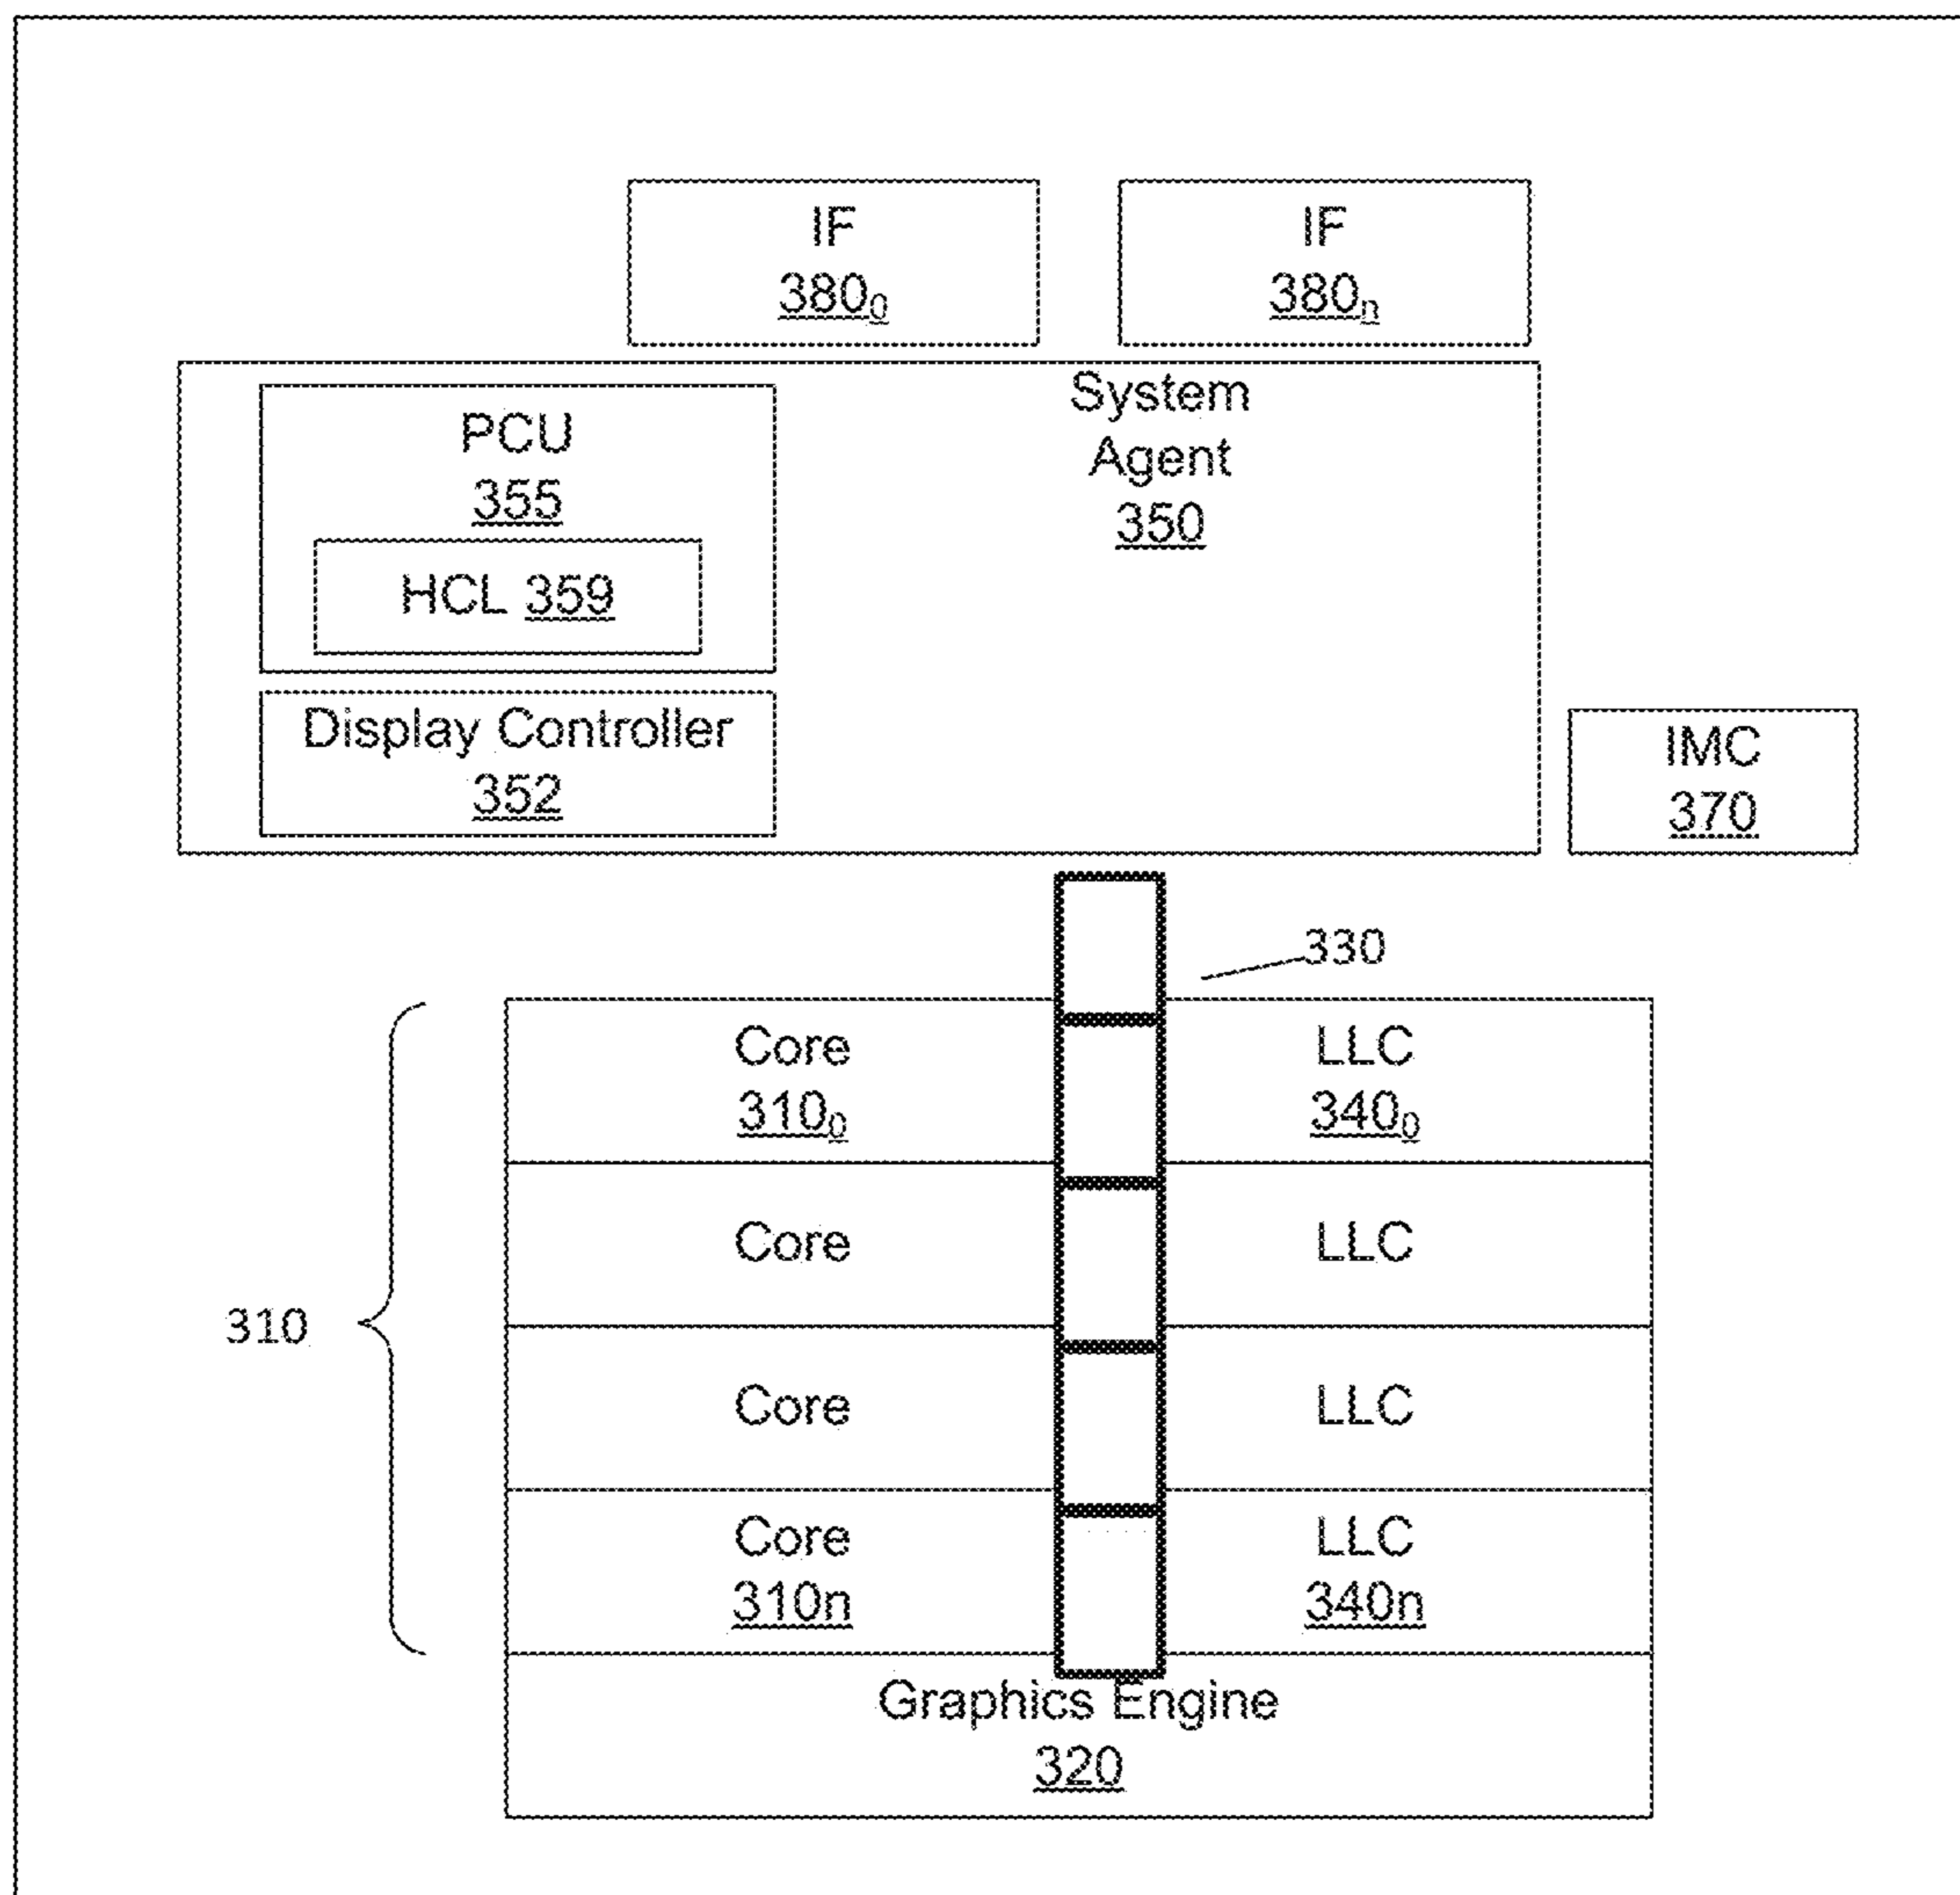 IF
380₀
IF
380ₙ
PCU
355
HCL 359
System
Agent
350
Display Controller
352
IMC
370
330
310
Core
310₀
LLC
340₀
Core
LLC
Core
LLC
Core
310n
LLC
340n
Graphics Engine
320